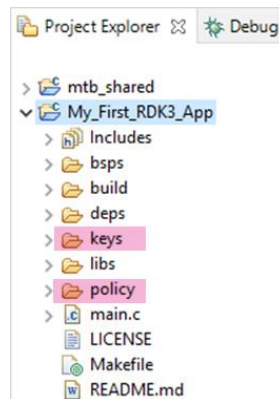 Project Explorer Debug
mtb_shared
My_First_RDK3_App
Includes
bsps
build
deps
keys
libs
policy
main.c
LICENSE
Makefile
README.md